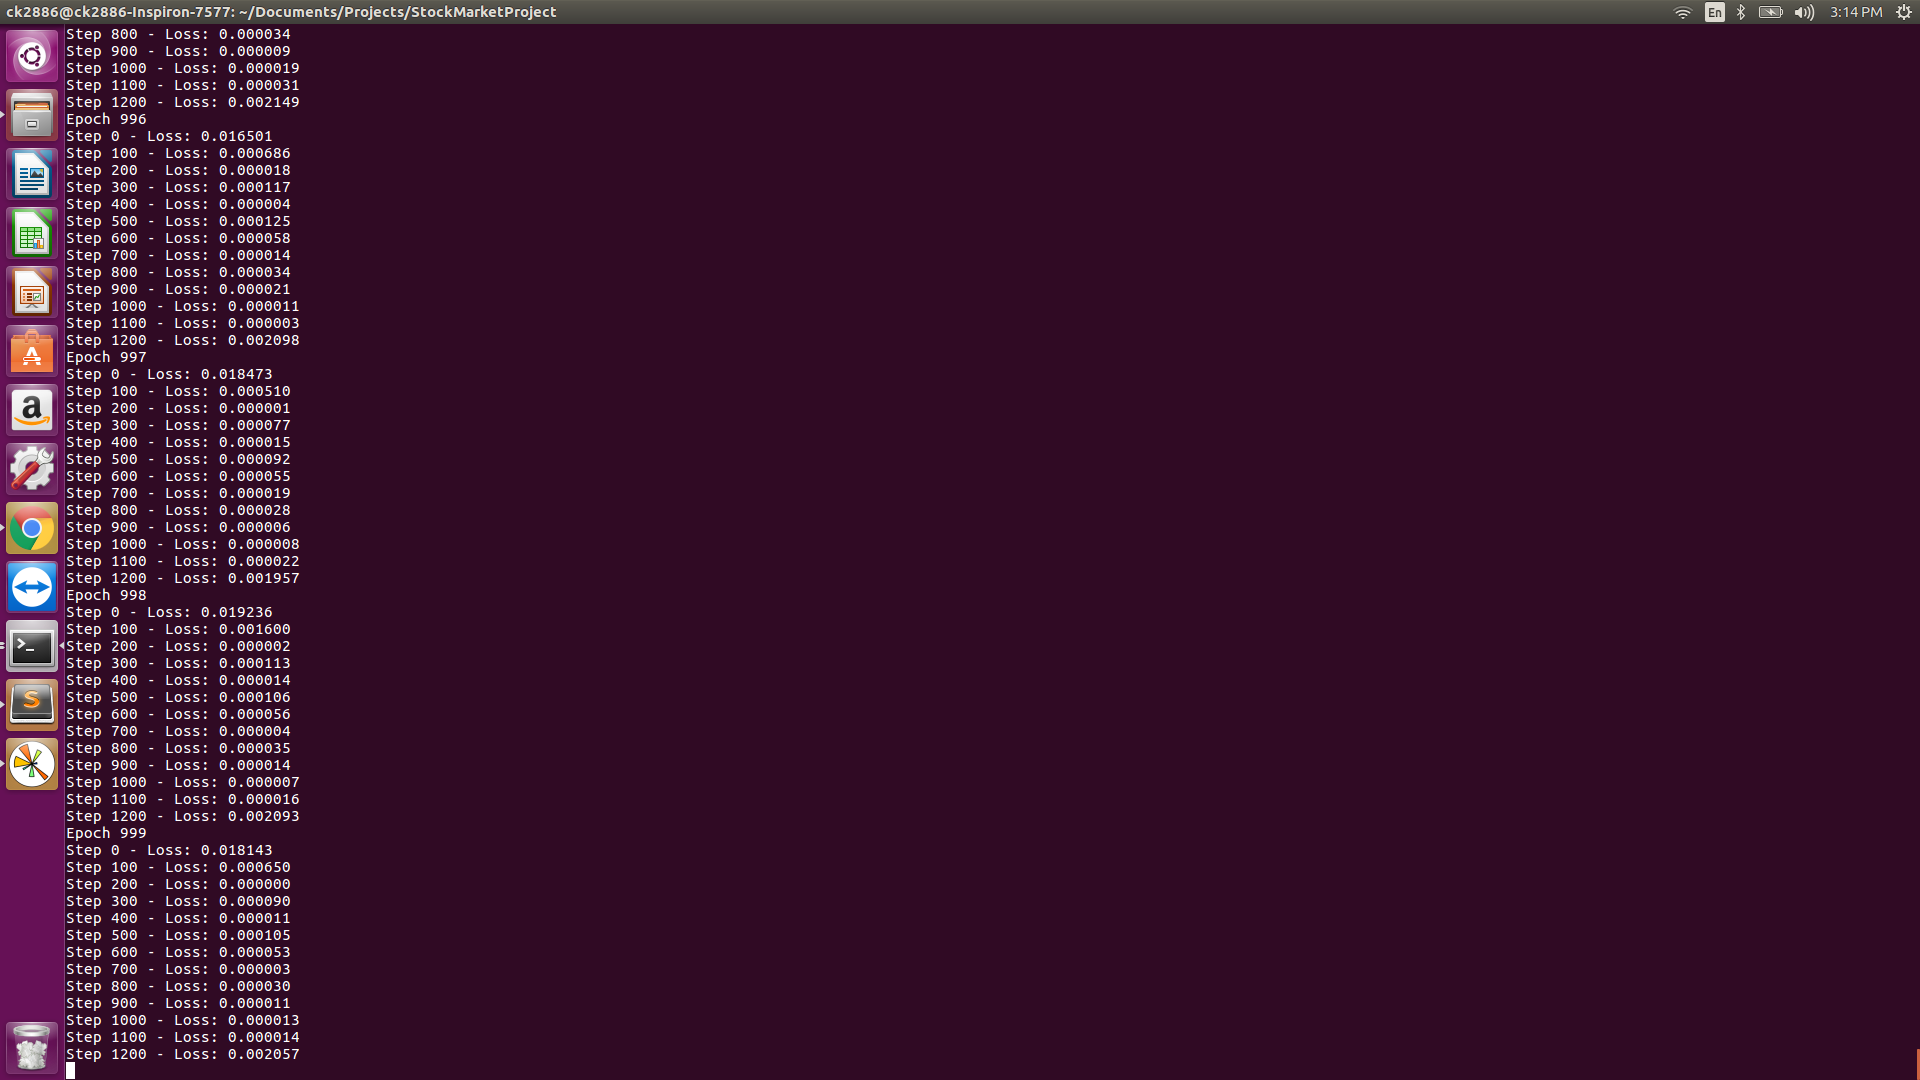 ck2886@ck2886-Inspiron-7577: ~/Documents/Projects/StockMarketProject
En
3:14 PM
Step 800 - Loss: 0.000034
Step 900 - Loss: 0.000009
Step 1000 - Loss: 0.000019
Step 1100 - Loss: 0.000031
Step 1200 - Loss: 0.002149
Epoch 996
Step 0 - Loss: 0.016501
Step 100 - Loss: 0.000686
Step 200 - Loss: 0.000018
Step 300 - Loss: 0.000117
Step 400 - Loss: 0.000004
Step 500 - Loss: 0.000125
Step 600 - Loss: 0.000058
Step 700 - Loss: 0.000014
Step 800 - Loss: 0.000034
Step 900 - Loss: 0.000021
Step 1000 - Loss: 0.000011
Step 1100 - Loss: 0.000003
Step 1200 - Loss: 0.002098
Epoch 997
Step 0 - Loss: 0.018473
Step 100 - Loss: 0.000510
Step 200 - Loss: 0.000001
Step 300 - Loss: 0.000077
Step 400 - Loss: 0.000015
Step 500 - Loss: 0.000092
Step 600 - Loss: 0.000055
Step 700 - Loss: 0.000019
Step 800 - Loss: 0.000028
Step 900 - Loss: 0.000006
Step 1000 - Loss: 0.000008
Step 1100 - Loss: 0.000022
Step 1200 - Loss: 0.001957
Epoch 998
Step 0 - Loss: 0.019236
Step 100 - Loss: 0.001600
Step 200 - Loss: 0.000002
Step 300 - Loss: 0.000113
Step 400 - Loss: 0.000014
Step 500 - Loss: 0.000106
Step 600 - Loss: 0.000056
Step 700 - Loss: 0.000004
Step 800 - Loss: 0.000035
Step 900 - Loss: 0.000014
Step 1000 - Loss: 0.000007
Step 1100 - Loss: 0.000016
Step 1200 - Loss: 0.002093
Epoch 999
Step 0 - Loss: 0.018143
Step 100 - Loss: 0.000650
Step 200 - Loss: 0.000000
Step 300 - Loss: 0.000090
Step 400 - Loss: 0.000011
Step 500 - Loss: 0.000105
Step 600 - Loss: 0.000053
Step 700 - Loss: 0.000003
Step 800 - Loss: 0.000030
Step 900 - Loss: 0.000011
Step 1000 - Loss: 0.000013
Step 1100 - Loss: 0.000014
Step 1200 - Loss: 0.002057